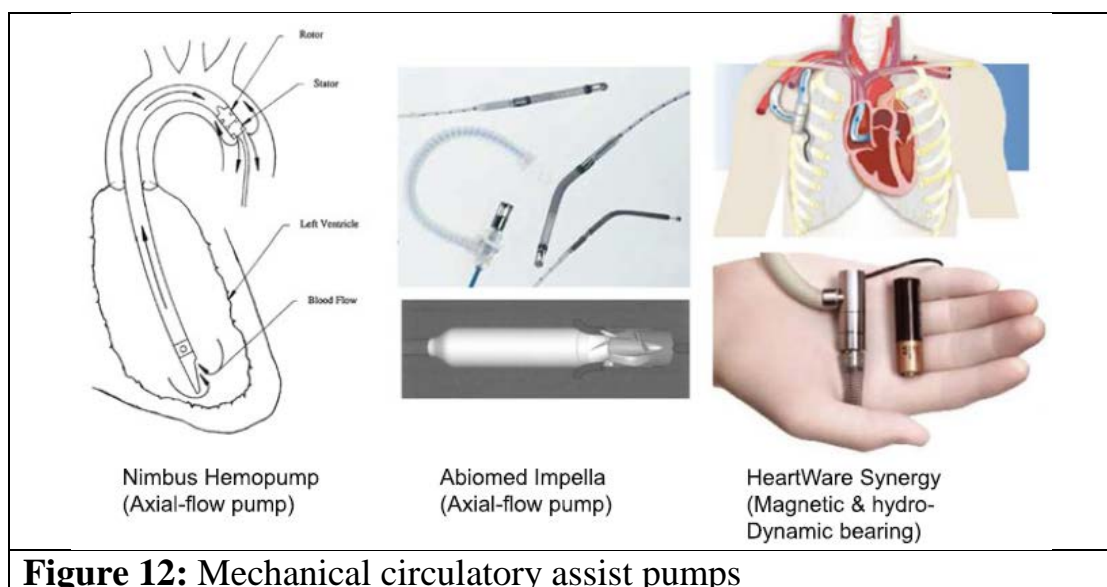 Rotor
Stator
Left Ventricle
Blood Flow
Nimbus Hemopump
(Axial-flow pump)
Abiomed Impella
(Axial-flow pump)
HeartWare Synergy
(Magnetic & hydro-
Dynamic bearing)
Figure 12: Mechanical circulatory assist pumps